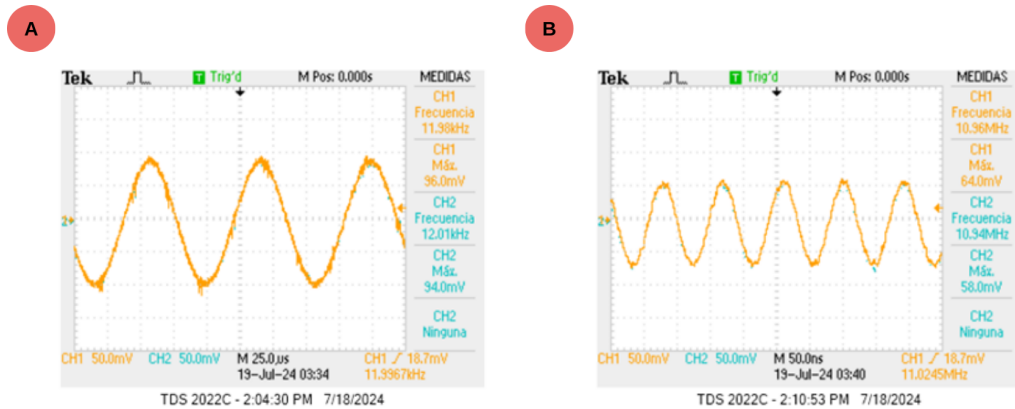 A
B
Tek
Trig'd
M Pos: 0.000s
MEDIDAS
CH1
Frecuencia
11.98kHz
CH1
Máx.
96.0mV
CH2
Frecuencia
12.01kHz
CH2
Máx.
94.0mV
CH2
Ninguna
2
CH1 50.0mV CH2 50.0mV M 25.0µs CH1 18.7mV
19-Jul-24 03:34 11.9967kHz
TDS 2022C - 2:04:30 PM 7/18/2024
Tek
Trig'd
M Pos: 0.000s
MEDIDAS
CH1
Frecuencia
10.96MHz
CH1
Máx.
64.0mV
CH2
Frecuencia
10.94MHz
CH2
Máx.
58.0mV
CH2
Ninguna
2
CH1 50.0mV CH2 50.0mV M 50.0ns CH1 18.7mV
19-Jul-24 03:40 11.0245MHz
TDS 2022C - 2:10:53 PM 7/18/2024